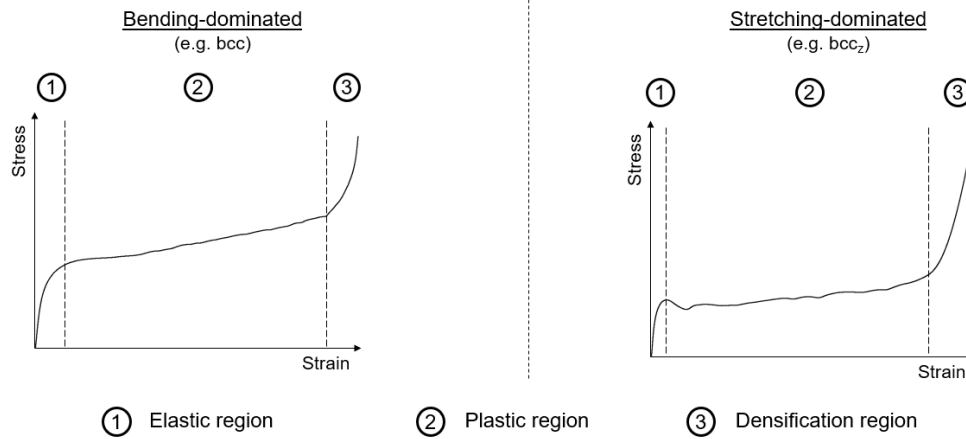 Bending-dominated
(e.g. bcc)
① ② ③
Stress
Strain
Stretching-dominated
(e.g. bccz)
① ② ③
Stress
Strain
① Elastic region ② Plastic region ③ Densification region